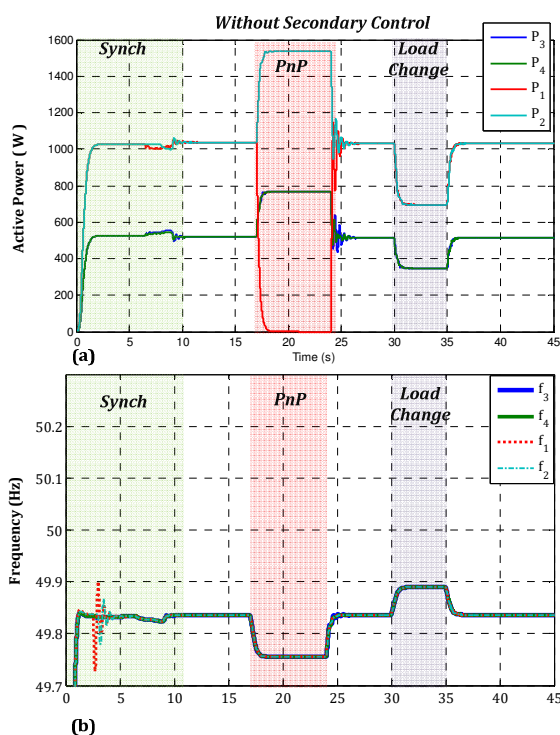 Without Secondary Control
1600
1400
1200
1000
800
600
400
200
0
Active Power ( W )
Synch
PnP
Load
Change
P3
P4
P1
P2
0 5 10 15 20 25 30 35 40 45
Time (s)
(a)
50.2
50.1
50
49.9
49.8
49.7
Frequency (Hz)
Synch
PnP
Load
Change
f3
f4
f1
f2
0 5 10 15 20 25 30 35 40 45
(b)